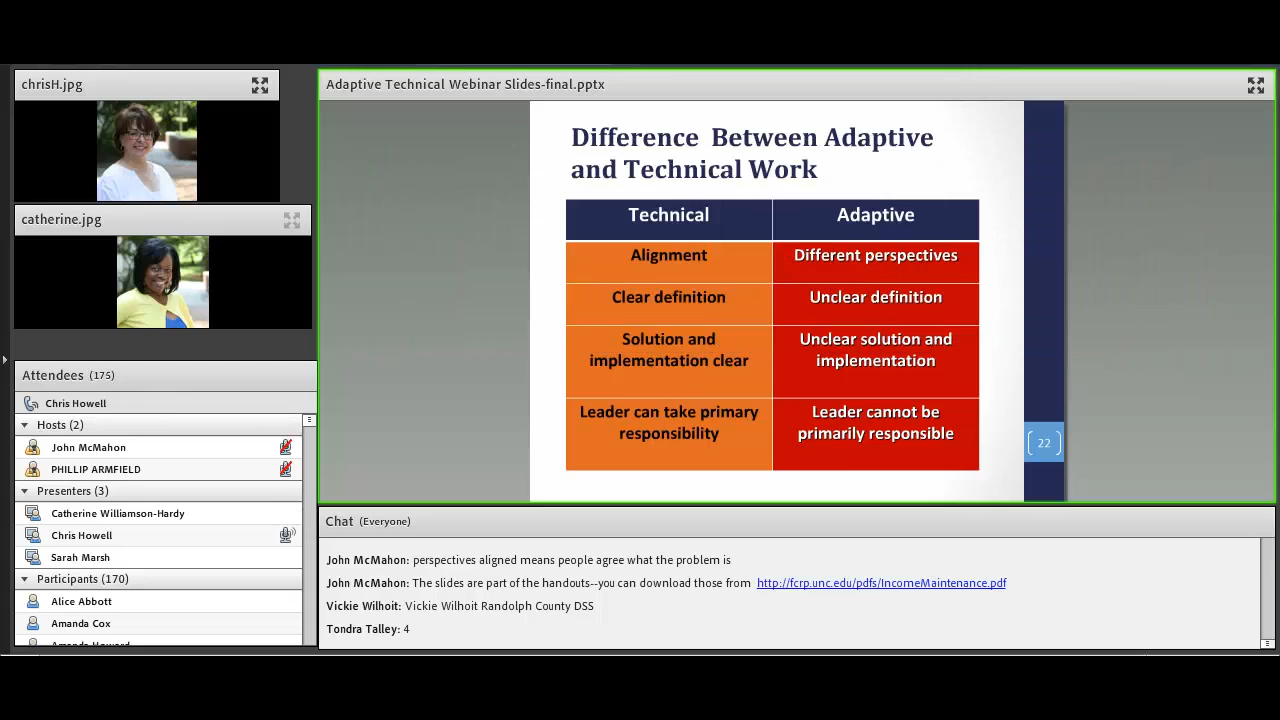 chrisH.jpg
catherine.jpg
Attendees (175)
Chris Howell
Hosts (2)
John McMahon
PHILLIP ARMFIELD
Presenters (3)
Catherine Williamson-Hardy
Chris Howell
Sarah Marsh
Participants (170)
Alice Abbott
Amanda Cox
Amanda Howard
Adaptive Technical Webinar Slides-final.pptx
Difference Between Adaptive
and Technical Work
Technical
Adaptive
Alignment
Different perspectives
Clear definition
Unclear definition
Solution and
implementation clear
Unclear solution and
implementation
Leader can take primary
responsibility
Leader cannot be
primarily responsible
22
Chat (Everyone)
John McMahon: perspectives aligned means people agree what the problem is
John McMahon: The slides are part of the handouts--you can download those from http://fcrp.unc.edu/pdfs/IncomeMaintenance.pdf
Vickie Wilhoit: Vickie Wilhoit Randolph County DSS
Tondra Talley: 4